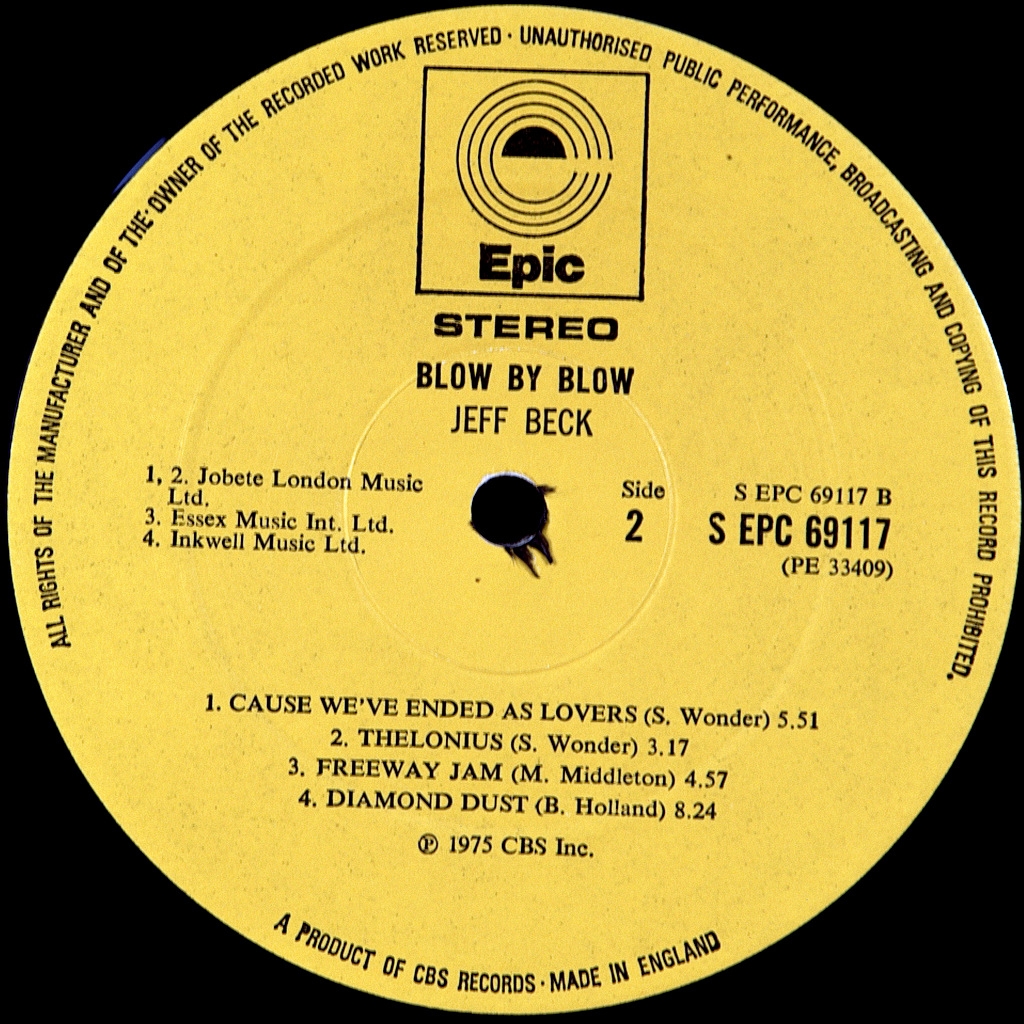 ALL RIGHTS OF THE MANUFACTURER AND OF THE OWNER OF THE RECORDED WORK RESERVED · UNAUTHORISED PUBLIC PERFORMANCE, BROADCASTING AND COPYING OF THIS RECORD PROHIBITED.
Epic
STEREO
BLOW BY BLOW
JEFF BECK
1, 2. Jobete London Music
Ltd.
3. Essex Music Int. Ltd.
4. Inkwell Music Ltd.
Side
2
S EPC 69117 B
S EPC 69117
(PE 33409)
1. CAUSE WE'VE ENDED AS LOVERS (S. Wonder) 5.51
2. THELONIUS (S. Wonder) 3.17
3. FREEWAY JAM (M. Middleton) 4.57
4. DIAMOND DUST (B. Holland) 8.24
℗ 1975 CBS Inc.
A PRODUCT OF CBS RECORDS · MADE IN ENGLAND